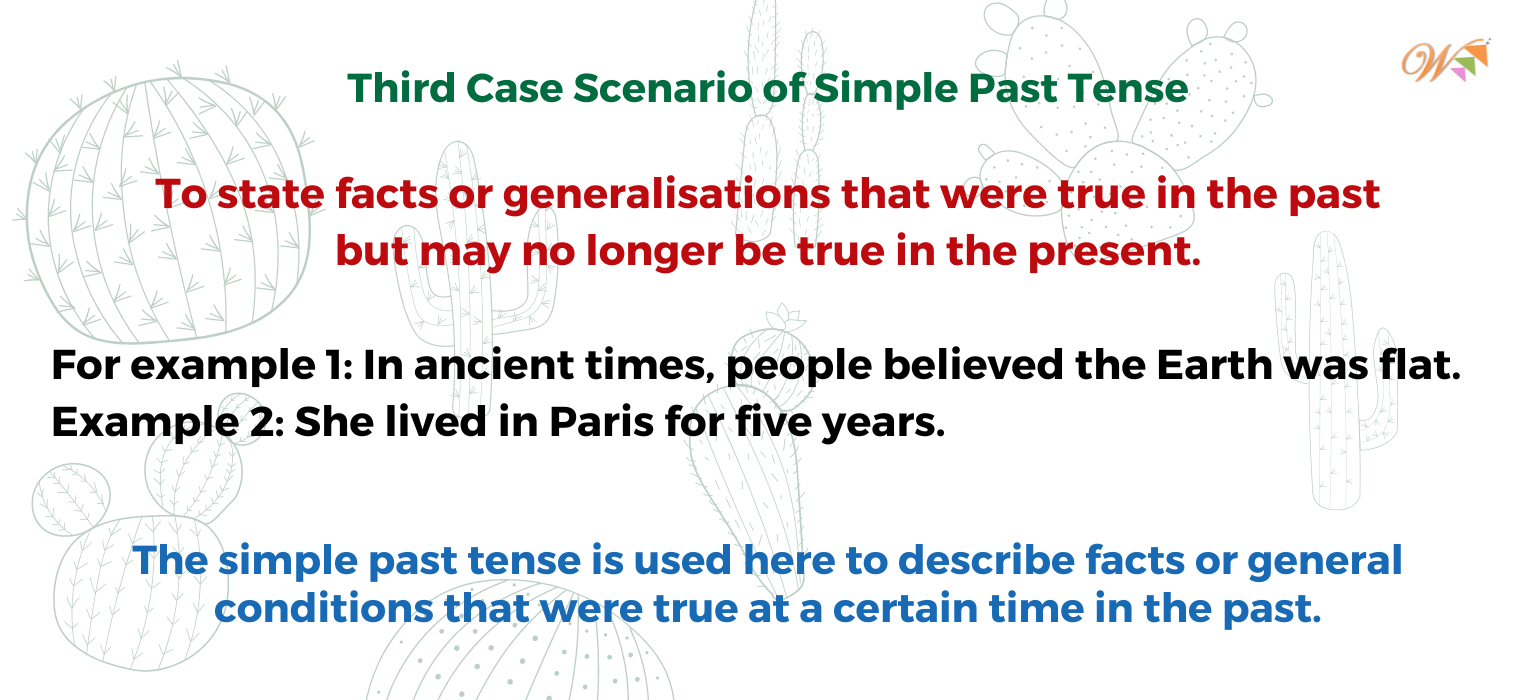 W
Third Case Scenario of Simple Past Tense
To state facts or generalisations that were true in the past
but may no longer be true in the present.
For example 1: In ancient times, people believed the Earth was flat.
Example 2: She lived in Paris for five years.
The simple past tense is used here to describe facts or general
conditions that were true at a certain time in the past.